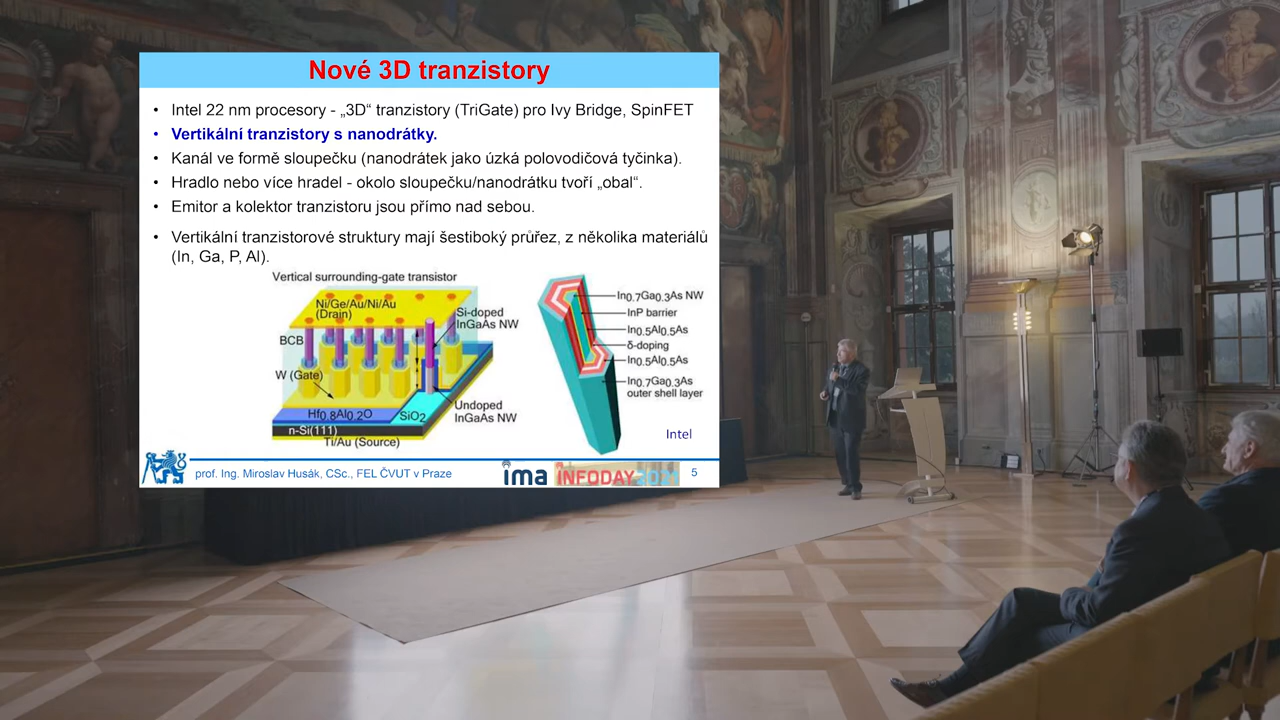 Nové 3D tranzistory
• Intel 22 nm procesory - „3D“ tranzistory (TriGate) pro Ivy Bridge, SpinFET
• Vertikální tranzistory s nanodrátky.
• Kanál ve formě sloupečku (nanodrátek jako úzká polovodičová tyčinka).
• Hradlo nebo více hradel - okolo sloupečku/nanodrátku tvoří „obal“.
• Emitor a kolektor tranzistoru jsou přímo nad sebou.
• Vertikální tranzistorové struktury mají šestiboký průřez, z několika materiálů
(In, Ga, P, Al).
Vertical surrounding-gate transistor
Ni/Ge/Au/Ni/Au
(Drain)
Si-doped
InGaAs NW
BCB
W (Gate)
Undoped
InGaAs NW
Hf0.8Al0.2O
SiO2
n-Si(111)
Ti/Au (Source)
In0.7Ga0.3As NW
InP barrier
In0.5Al0.5As
δ-doping
In0.5Al0.5As
In0.7Ga0.3As
outer shell layer
Intel
prof. Ing. Miroslav Husák, CSc., FEL ČVUT v Praze
ima
INFODAY2021
5